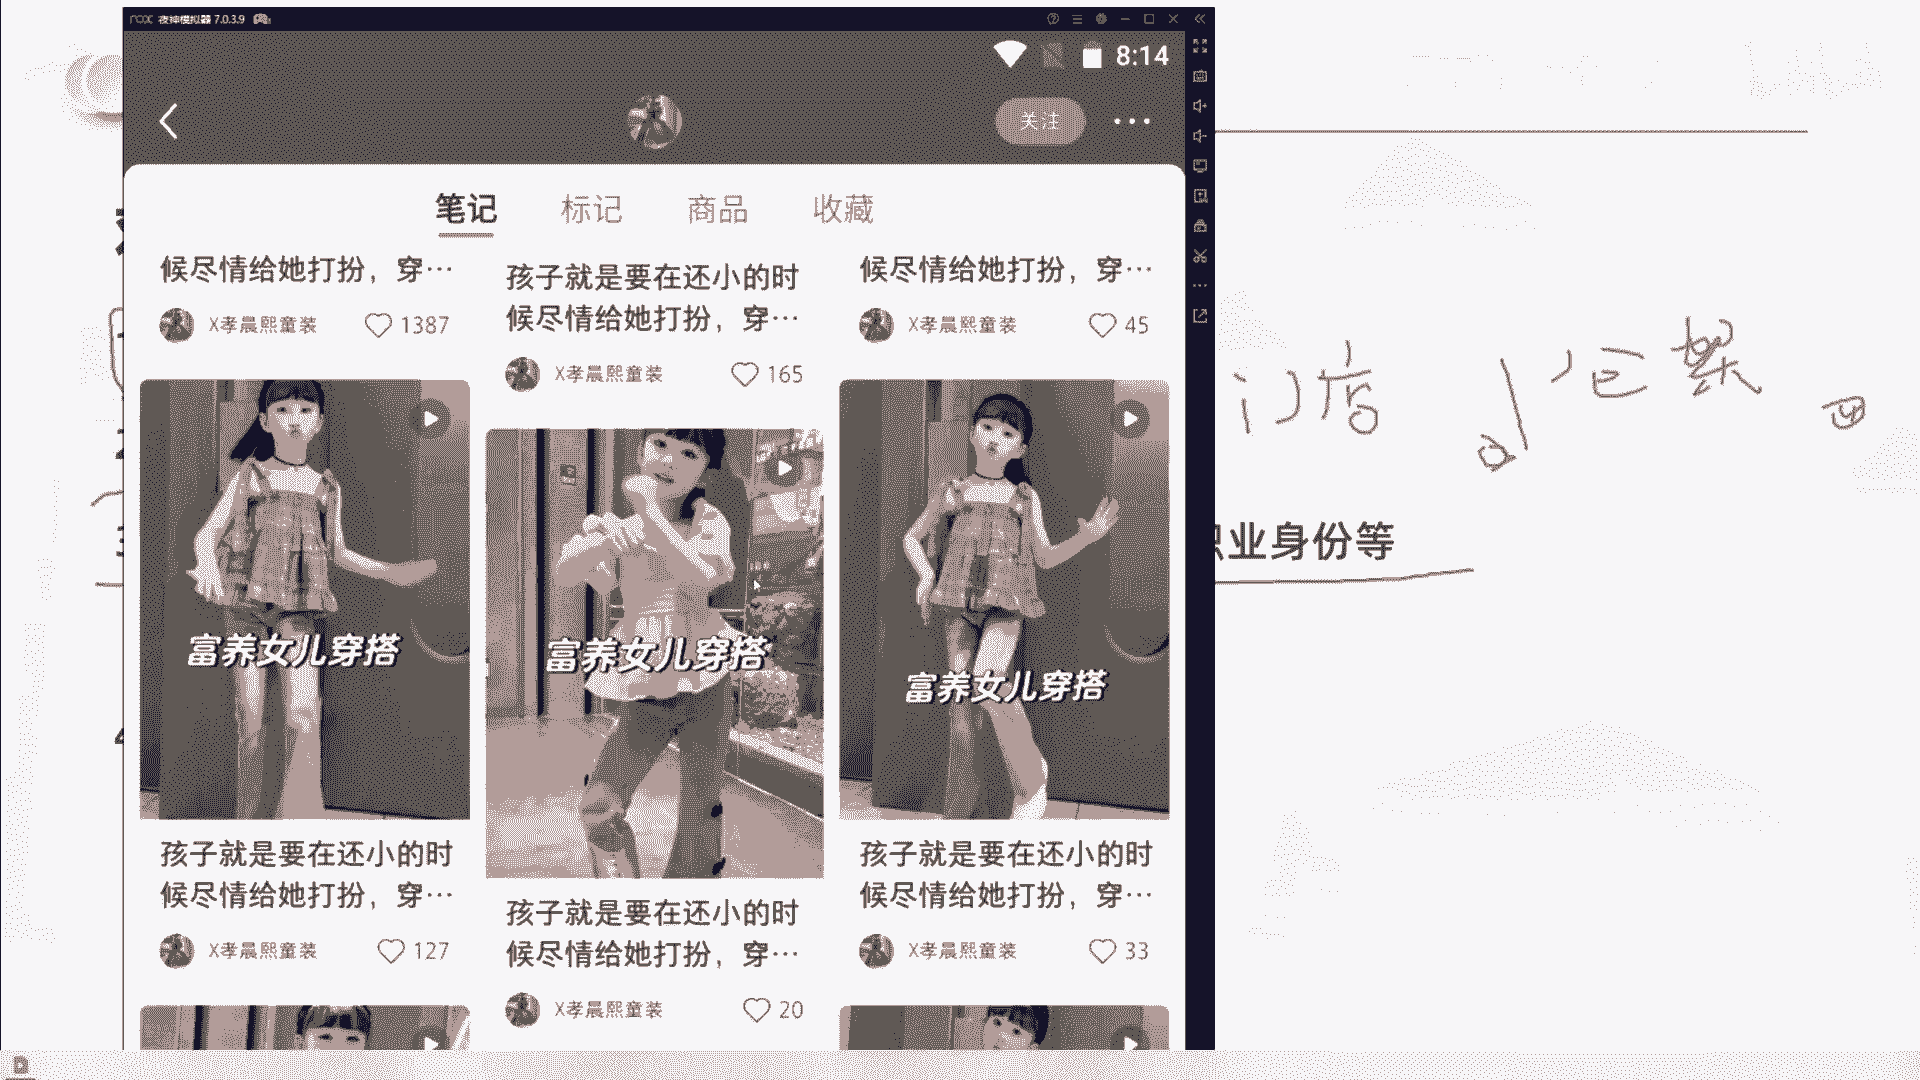 nox 夜神模拟器 7.0.3.9
8:14
关注
笔记 标记 商品 收藏
候尽情给她打扮，穿…
X孝晨熙童装 1387
孩子就是要在还小的时
候尽情给她打扮，穿…
X孝晨熙童装 165
候尽情给她打扮，穿…
X孝晨熙童装 45
富养女儿穿搭
孩子就是要在还小的时
候尽情给她打扮，穿…
X孝晨熙童装 127
富养女儿穿搭
孩子就是要在还小的时
候尽情给她打扮，穿…
X孝晨熙童装 20
富养女儿穿搭
孩子就是要在还小的时
候尽情给她打扮，穿…
X孝晨熙童装 33
门店
业身份等